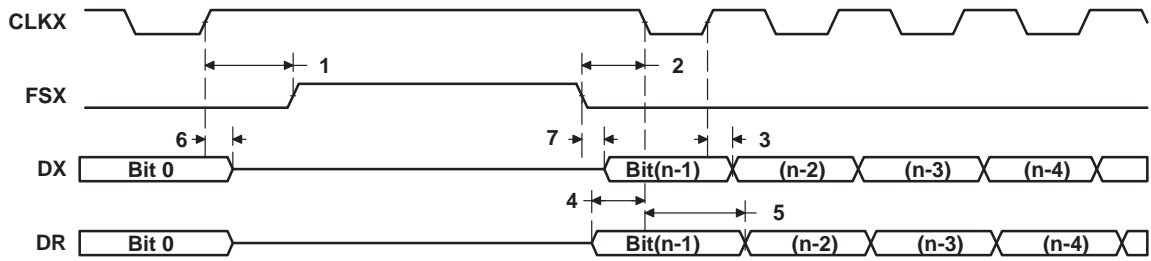 CLKX
1 2
FSX
6 7 3
DX Bit 0 Bit(n-1) (n-2) (n-3) (n-4)
4 5
DR Bit 0 Bit(n-1) (n-2) (n-3) (n-4)